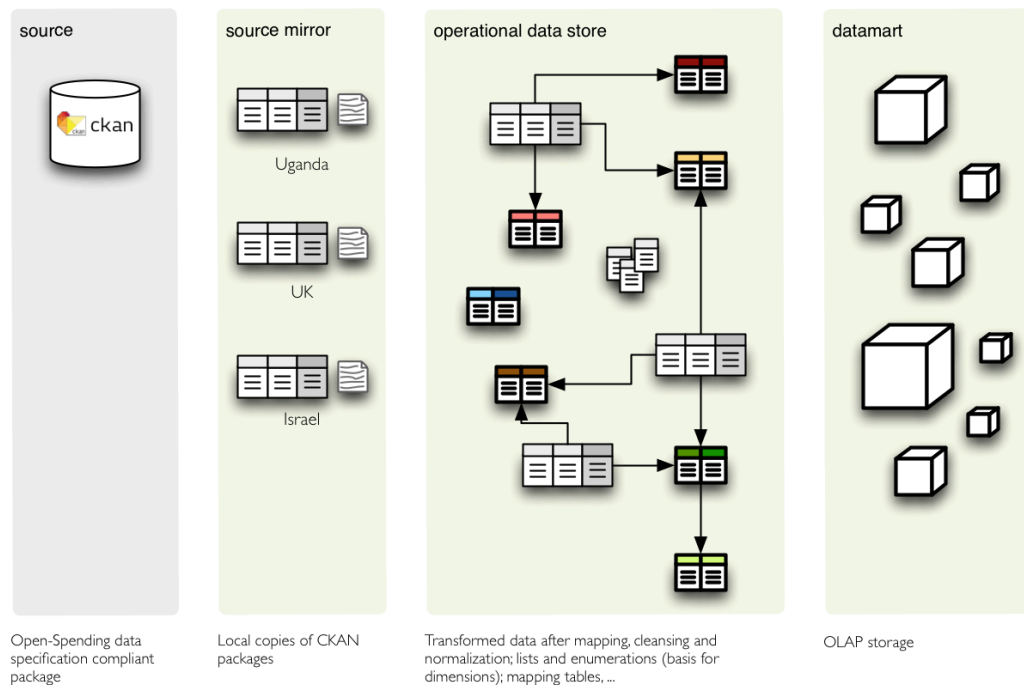 source
source mirror
operational data store
datamart
ckan
ckan
Uganda
UK
Israel
Open-Spending data
specification compliant
package
Local copies of CKAN
packages
Transformed data after mapping, cleansing and
normalization; lists and enumerations (basis for
dimensions); mapping tables, ...
OLAP storage